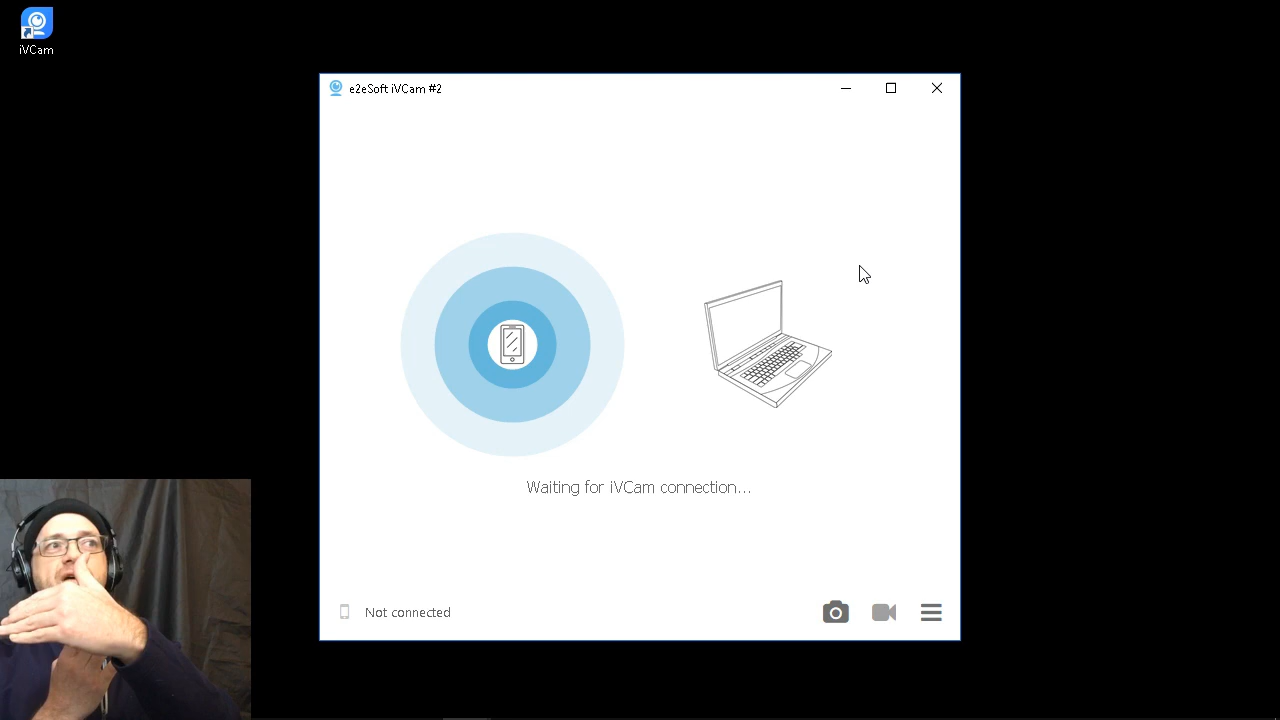 iVCam
e2eSoft iVCam #2
Waiting for iVCam connection...
Not connected